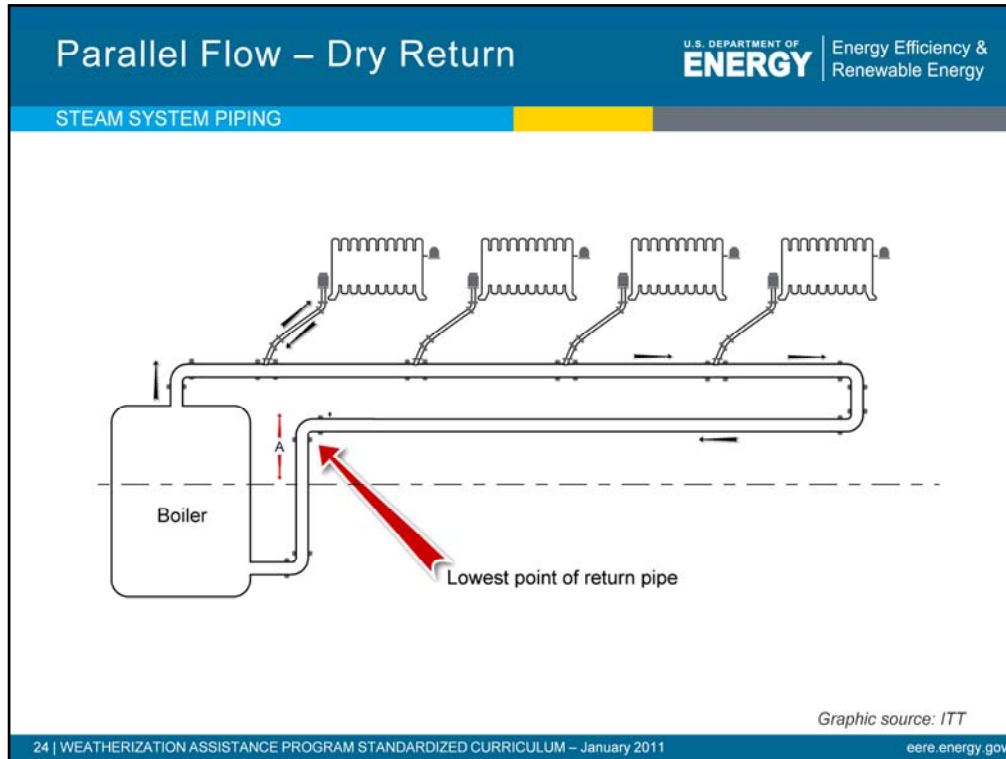 Parallel Flow – Dry Return
U.S. DEPARTMENT OF
ENERGY
Energy Efficiency &
Renewable Energy
STEAM SYSTEM PIPING
A
Boiler
Lowest point of return pipe
Graphic source: ITT
24 | WEATHERIZATION ASSISTANCE PROGRAM STANDARDIZED CURRICULUM – January 2011
eere.energy.gov